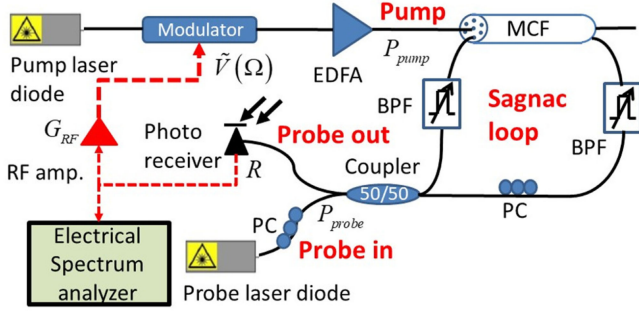 Pump
Modulator
MCF
P_pump
Pump laser
diode
Ṽ(Ω)
EDFA
BPF
Sagnac
loop
BPF
G_RF
Photo
receiver
Probe out
R
Coupler
RF amp.
50/50
PC
P_probe
PC
Probe in
Electrical
Spectrum
analyzer
Probe laser diode